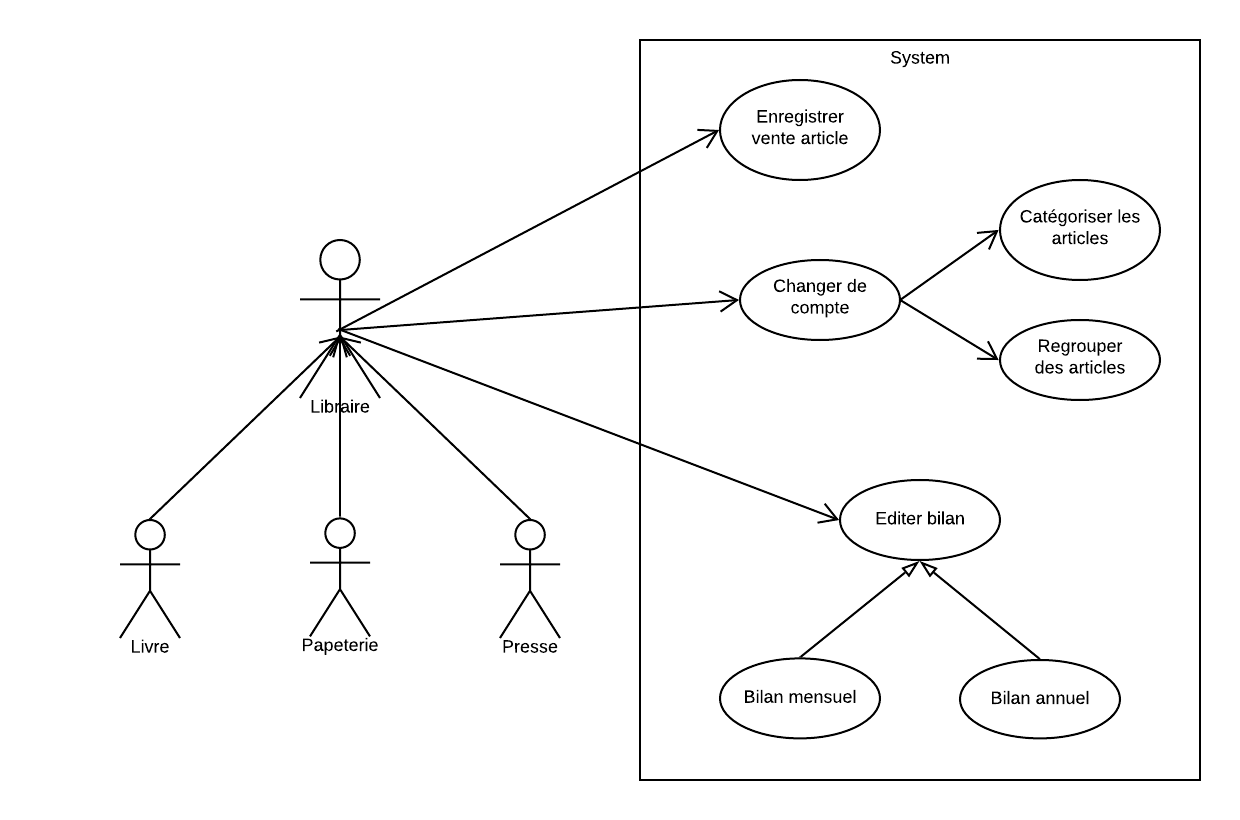 System
Enregistrer
vente article
Catégoriser les
articles
Changer de
compte
Regrouper
des articles
Libraire
Editer bilan
Livre
Papeterie
Presse
Bilan mensuel
Bilan annuel